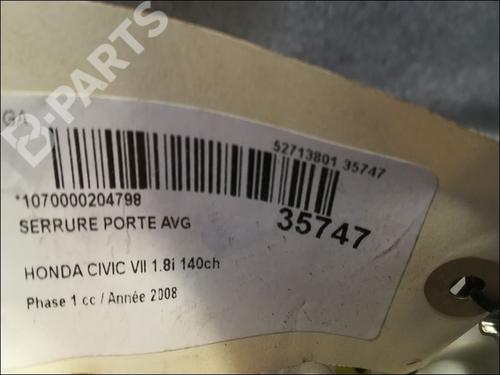 B-PARTS
GA
52713801 35747
*1070000204798
SERRURE PORTE AVG
35747
HONDA CIVIC VII 1.8i 140ch
Phase 1 cc / Année 2008